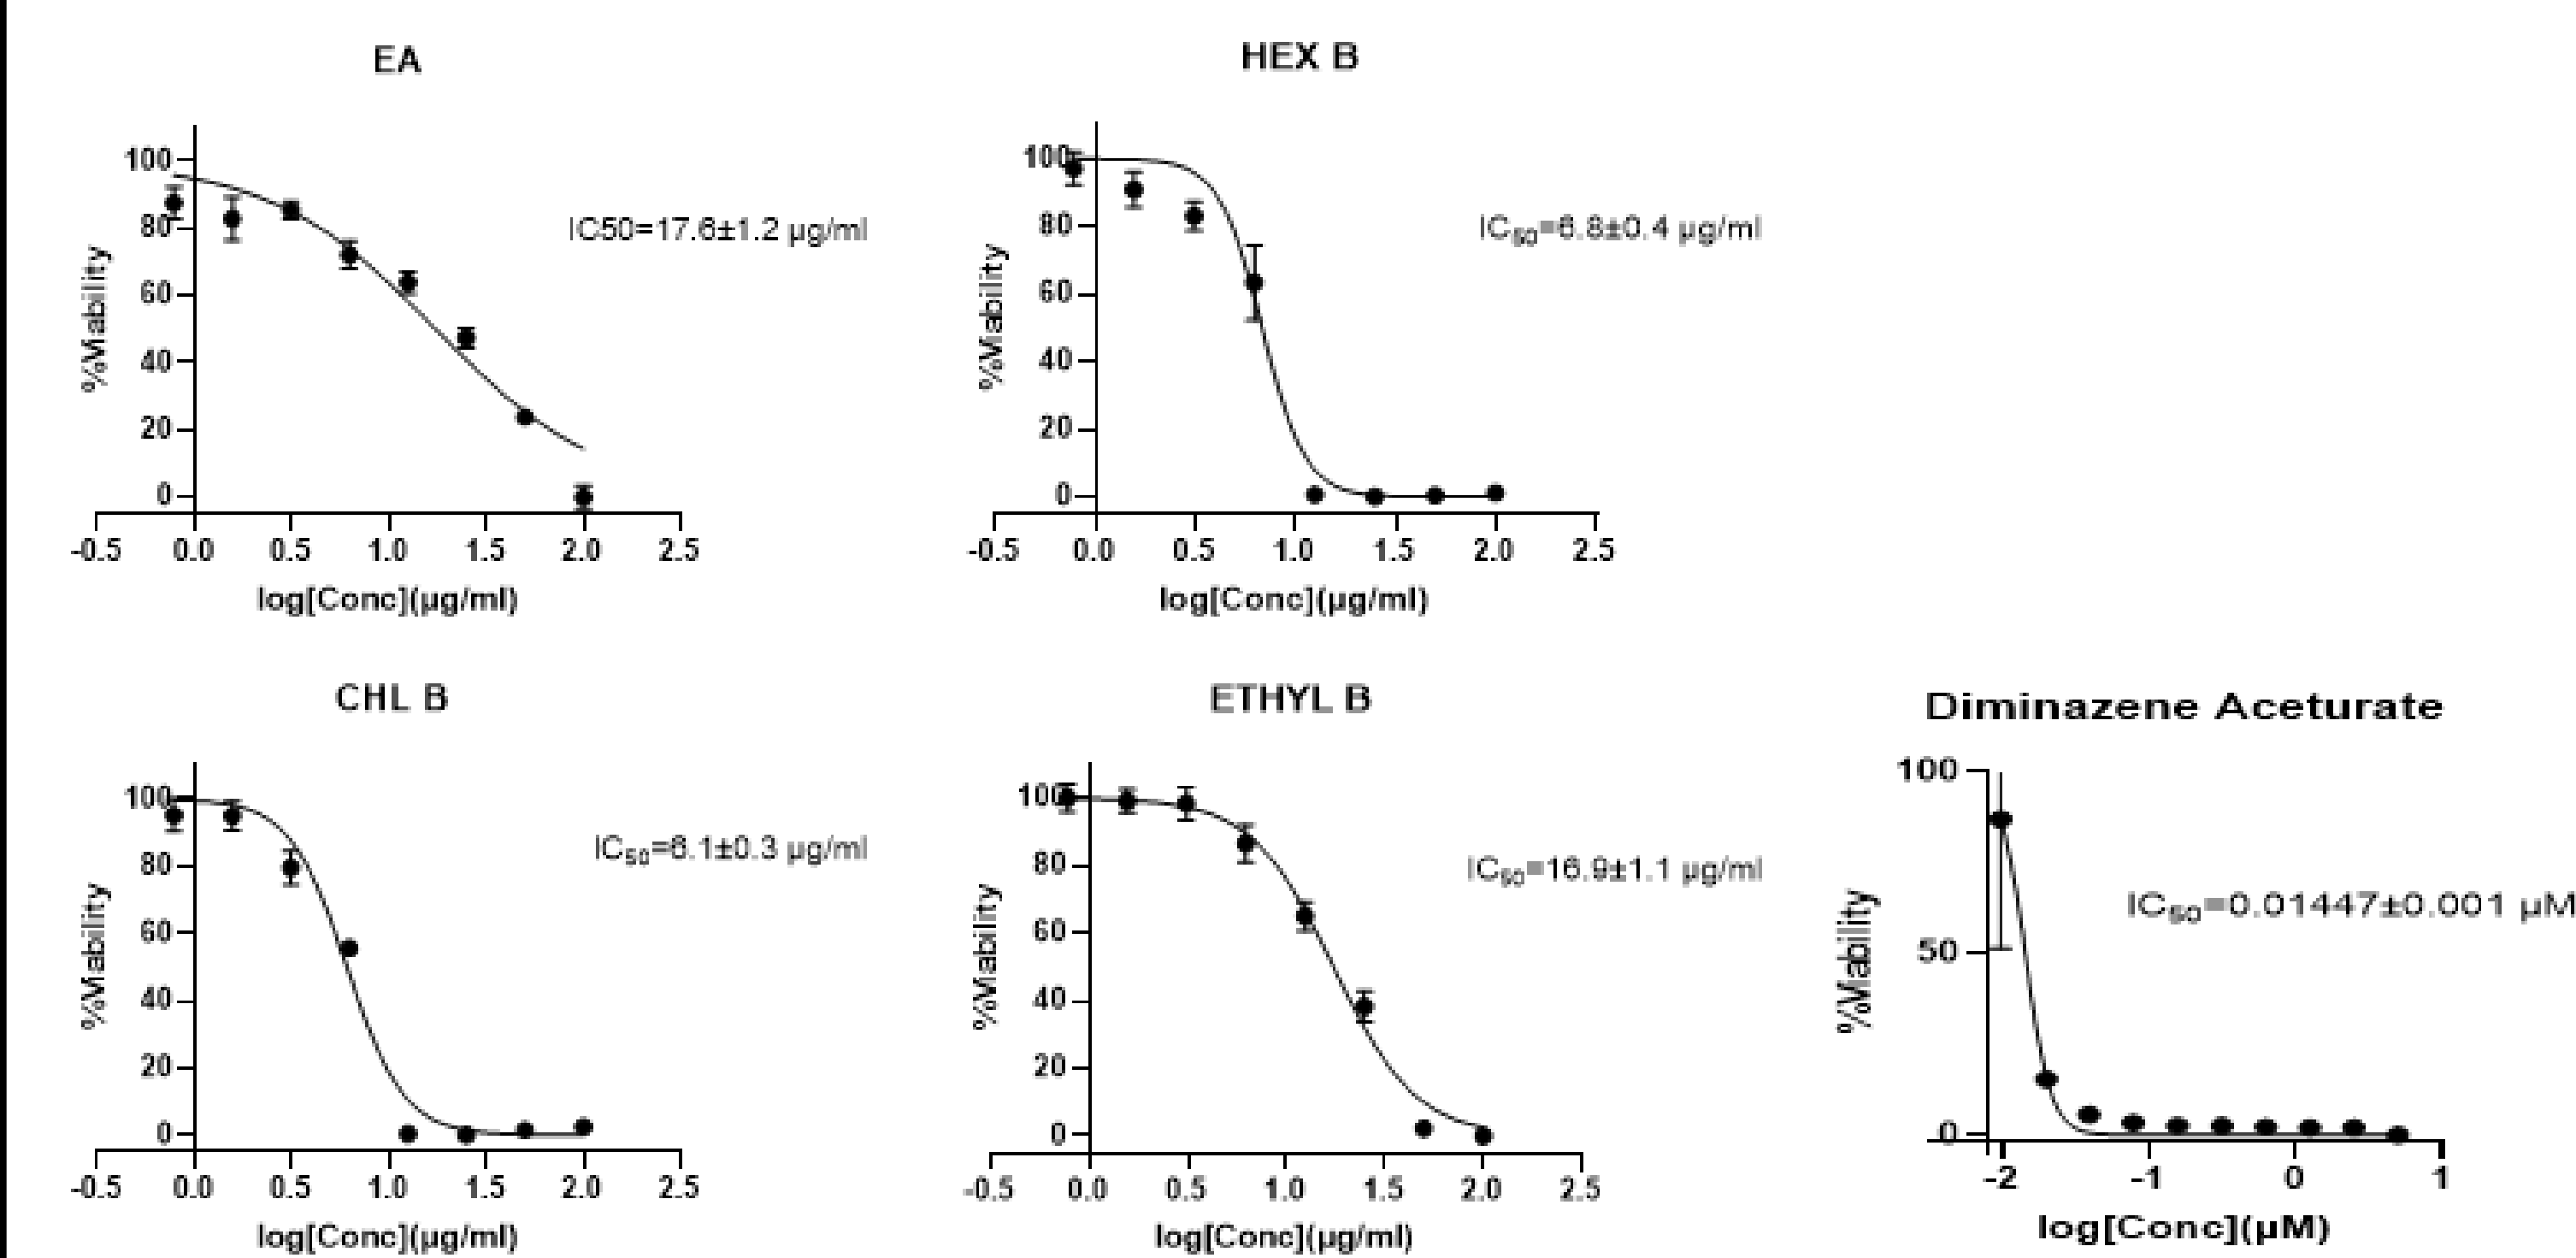 EA
100
80
60
40
20
0
%Viability
-0.5 0.0 0.5 1.0 1.5 2.0 2.5
log[Conc](µg/ml)
IC50=17.6±1.2 µg/ml
HEX B
100
80
60
40
20
0
%Viability
-0.5 0.0 0.5 1.0 1.5 2.0 2.5
log[Conc](µg/ml)
IC₅₀=6.8±0.4 µg/ml
CHL B
100
80
60
40
20
0
%Viability
-0.5 0.0 0.5 1.0 1.5 2.0 2.5
log[Conc](µg/ml)
IC₅₀=6.1±0.3 µg/ml
ETHYL B
100
80
60
40
20
0
%Viability
-0.5 0.0 0.5 1.0 1.5 2.0 2.5
log[Conc](µg/ml)
IC₅₀=16.9±1.1 µg/ml
Diminazene Aceturate
100
50
0
%Viability
-2 -1 0 1
log[Conc](µM)
IC₅₀=0.01447±0.001 µM